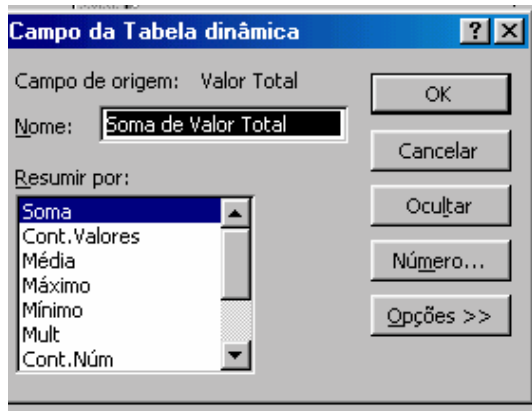 Campo da Tabela dinâmica ? X
Campo de origem: Valor Total
OK
Nome: Soma de Valor Total
Cancelar
Resumir por:
Soma
Cont.Valores
Média
Máximo
Mínimo
Mult
Cont.Núm
Ocultar
Número...
Opções >>